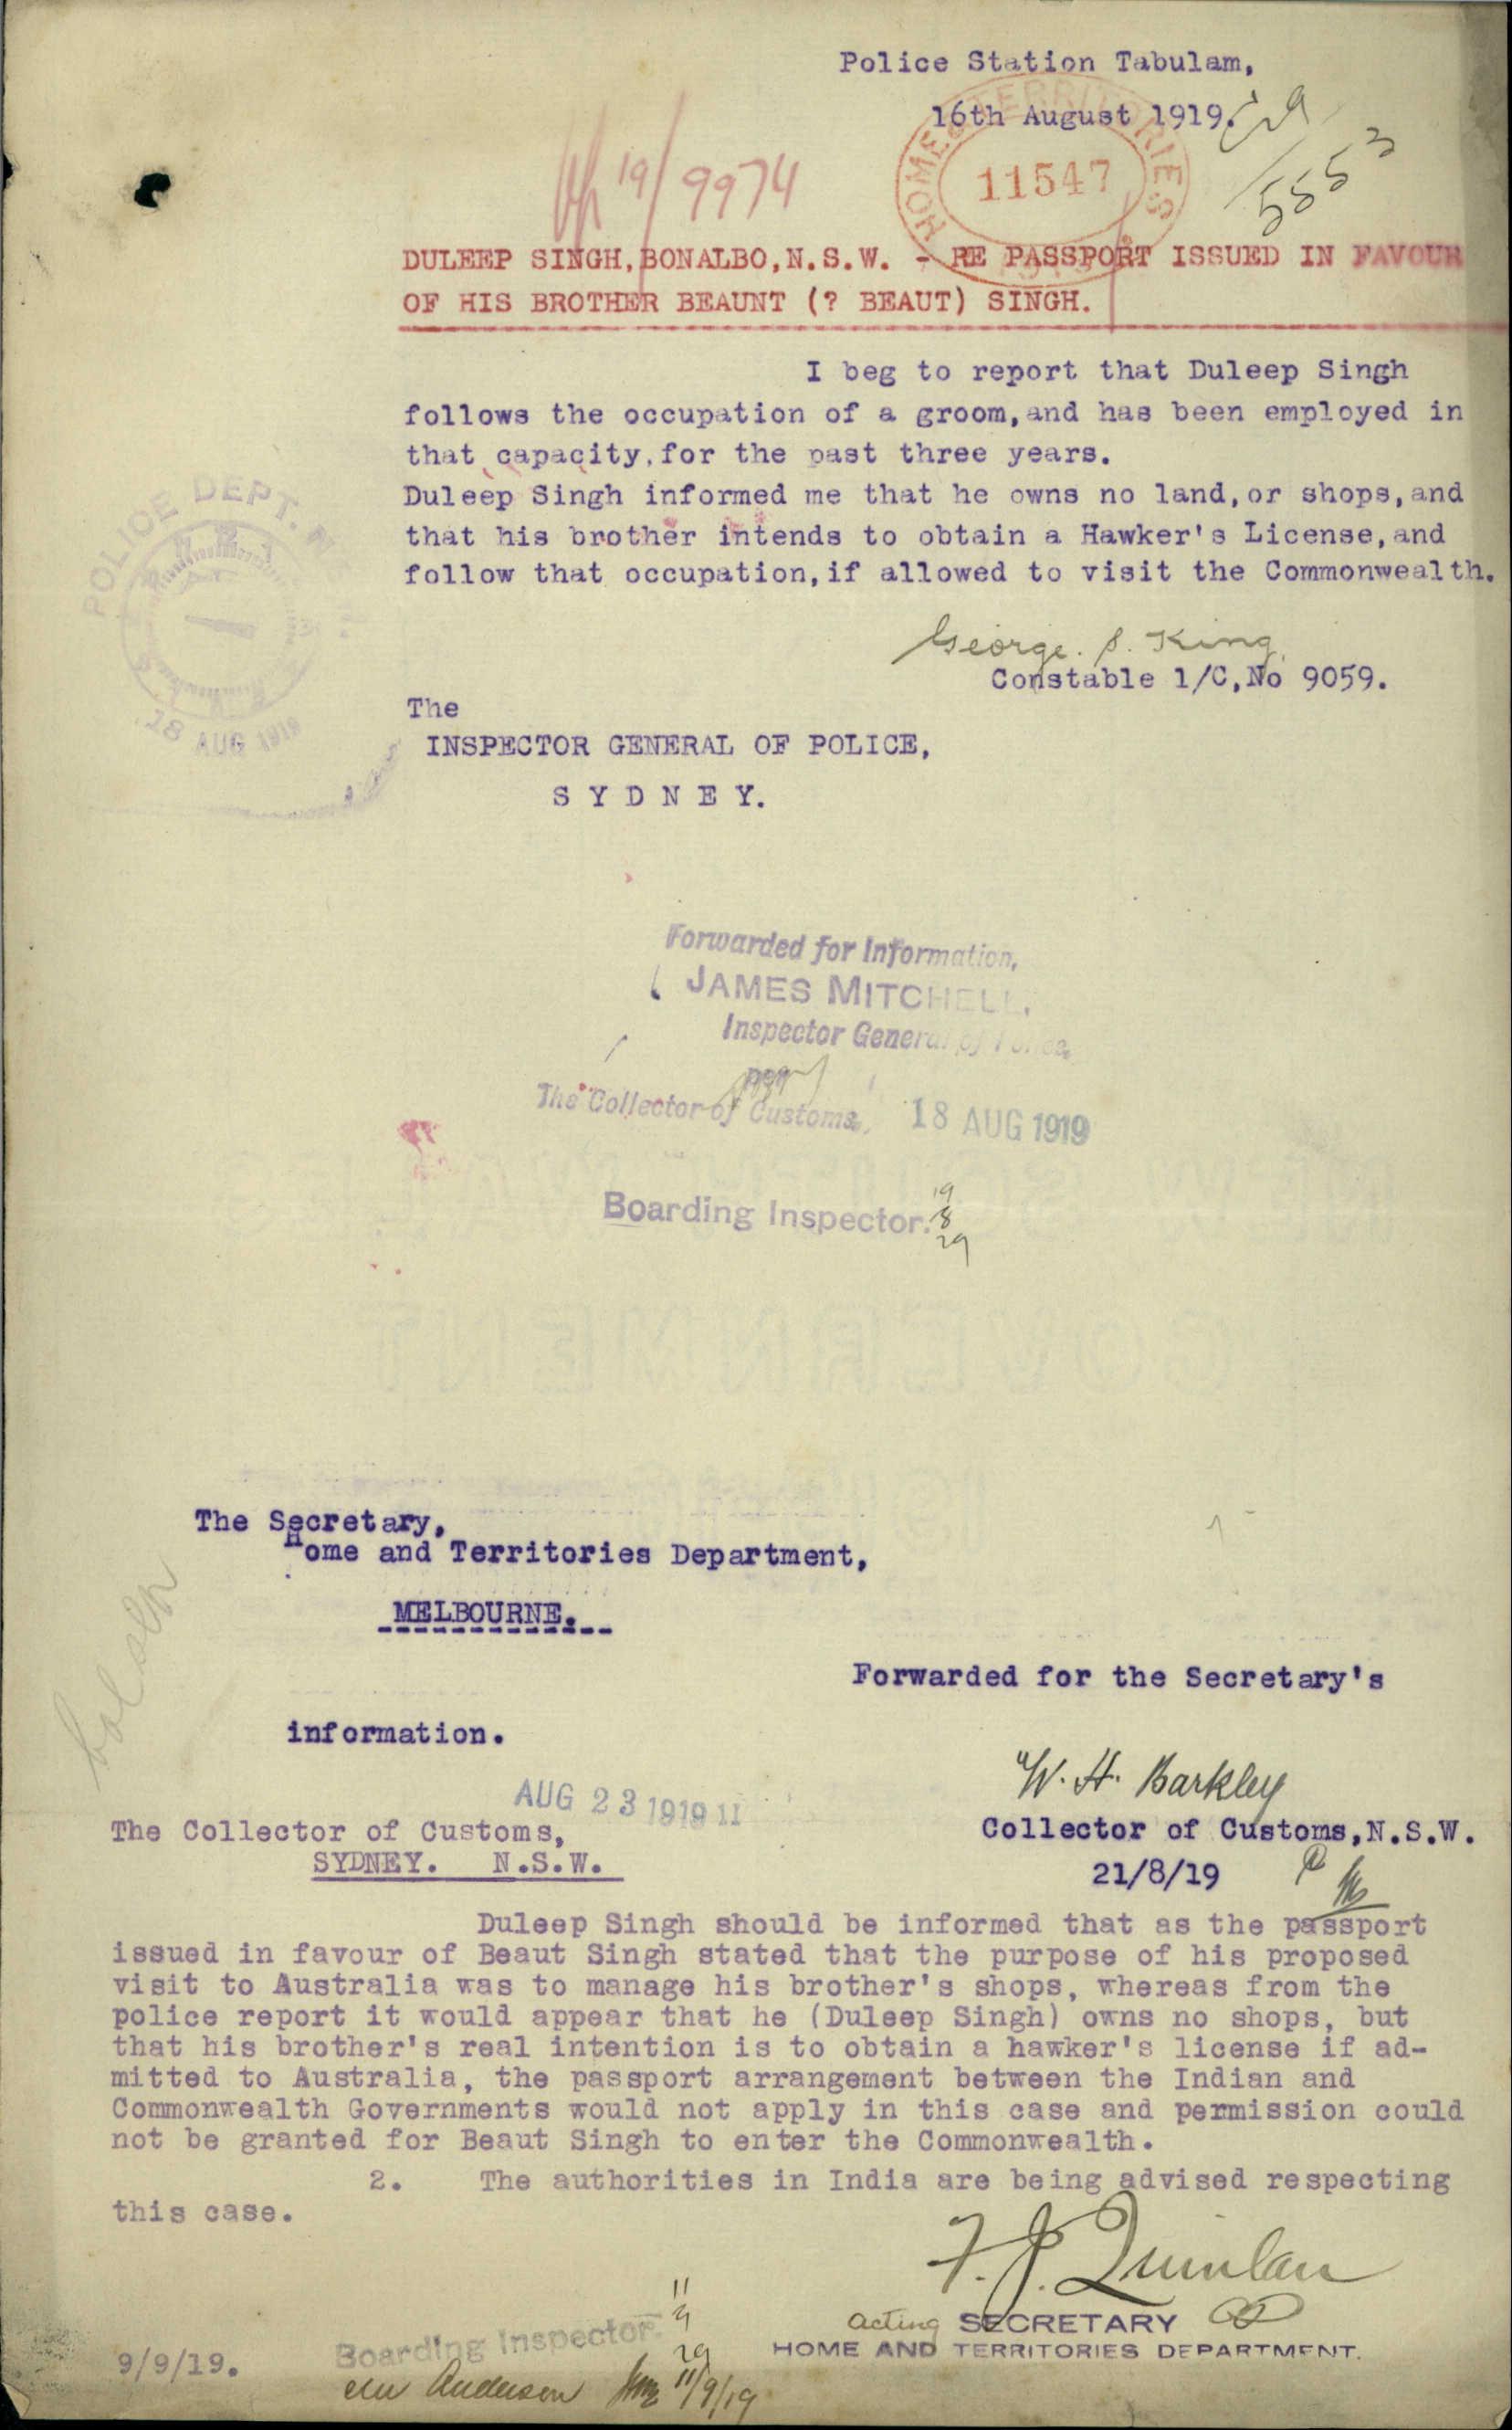 Police Station Tabulam,
16th August 1919.
HOME TERRITORIES
11547
19/9974
5553
DULEEP SINGH,BONALBO,N.S.W. - RE PASSPORT ISSUED IN FAVOUR
OF HIS BROTHER BEAUNT (? BEAUT) SINGH.
I beg to report that Duleep Singh
follows the occupation of a groom,and has been employed in
that capacity,for the past three years.
Duleep Singh informed me that he owns no land,or shops,and
that his brother intends to obtain a Hawker's License,and
follow that occupation,if allowed to visit the Commonwealth.
POLICE DEPT.
18 AUG 1919
George. S. King.
Constable 1/C,No 9059.
The
INSPECTOR GENERAL OF POLICE,
S Y D N E Y.
Forwarded for Information,
JAMES MITCHELL,
Inspector General of Police,
per
The Collector of Customs, 18 AUG 1919
Boarding Inspector.
19
8
29
GOVERNMENT
The Secretary,
Home and Territories Department,
MELBOURNE.
Forwarded for the Secretary's
information.
W. H. Barkley
AUG 23 1919 11
The Collector of Customs,
SYDNEY. N.S.W.
Collector of Customs,N.S.W.
21/8/19
Duleep Singh should be informed that as the passport
issued in favour of Beaut Singh stated that the purpose of his proposed
visit to Australia was to manage his brother's shops, whereas from the
police report it would appear that he (Duleep Singh) owns no shops, but
that his brother's real intention is to obtain a hawker's license if ad-
mitted to Australia, the passport arrangement between the Indian and
Commonwealth Governments would not apply in this case and permission could
not be granted for Beaut Singh to enter the Commonwealth.
2. The authorities in India are being advised respecting
this case.
F. J. Quinlan
acting SECRETARY
HOME AND TERRITORIES DEPARTMENT.
9/9/19.
Boarding Inspector.
11
9
29
Anderson 11/9/19